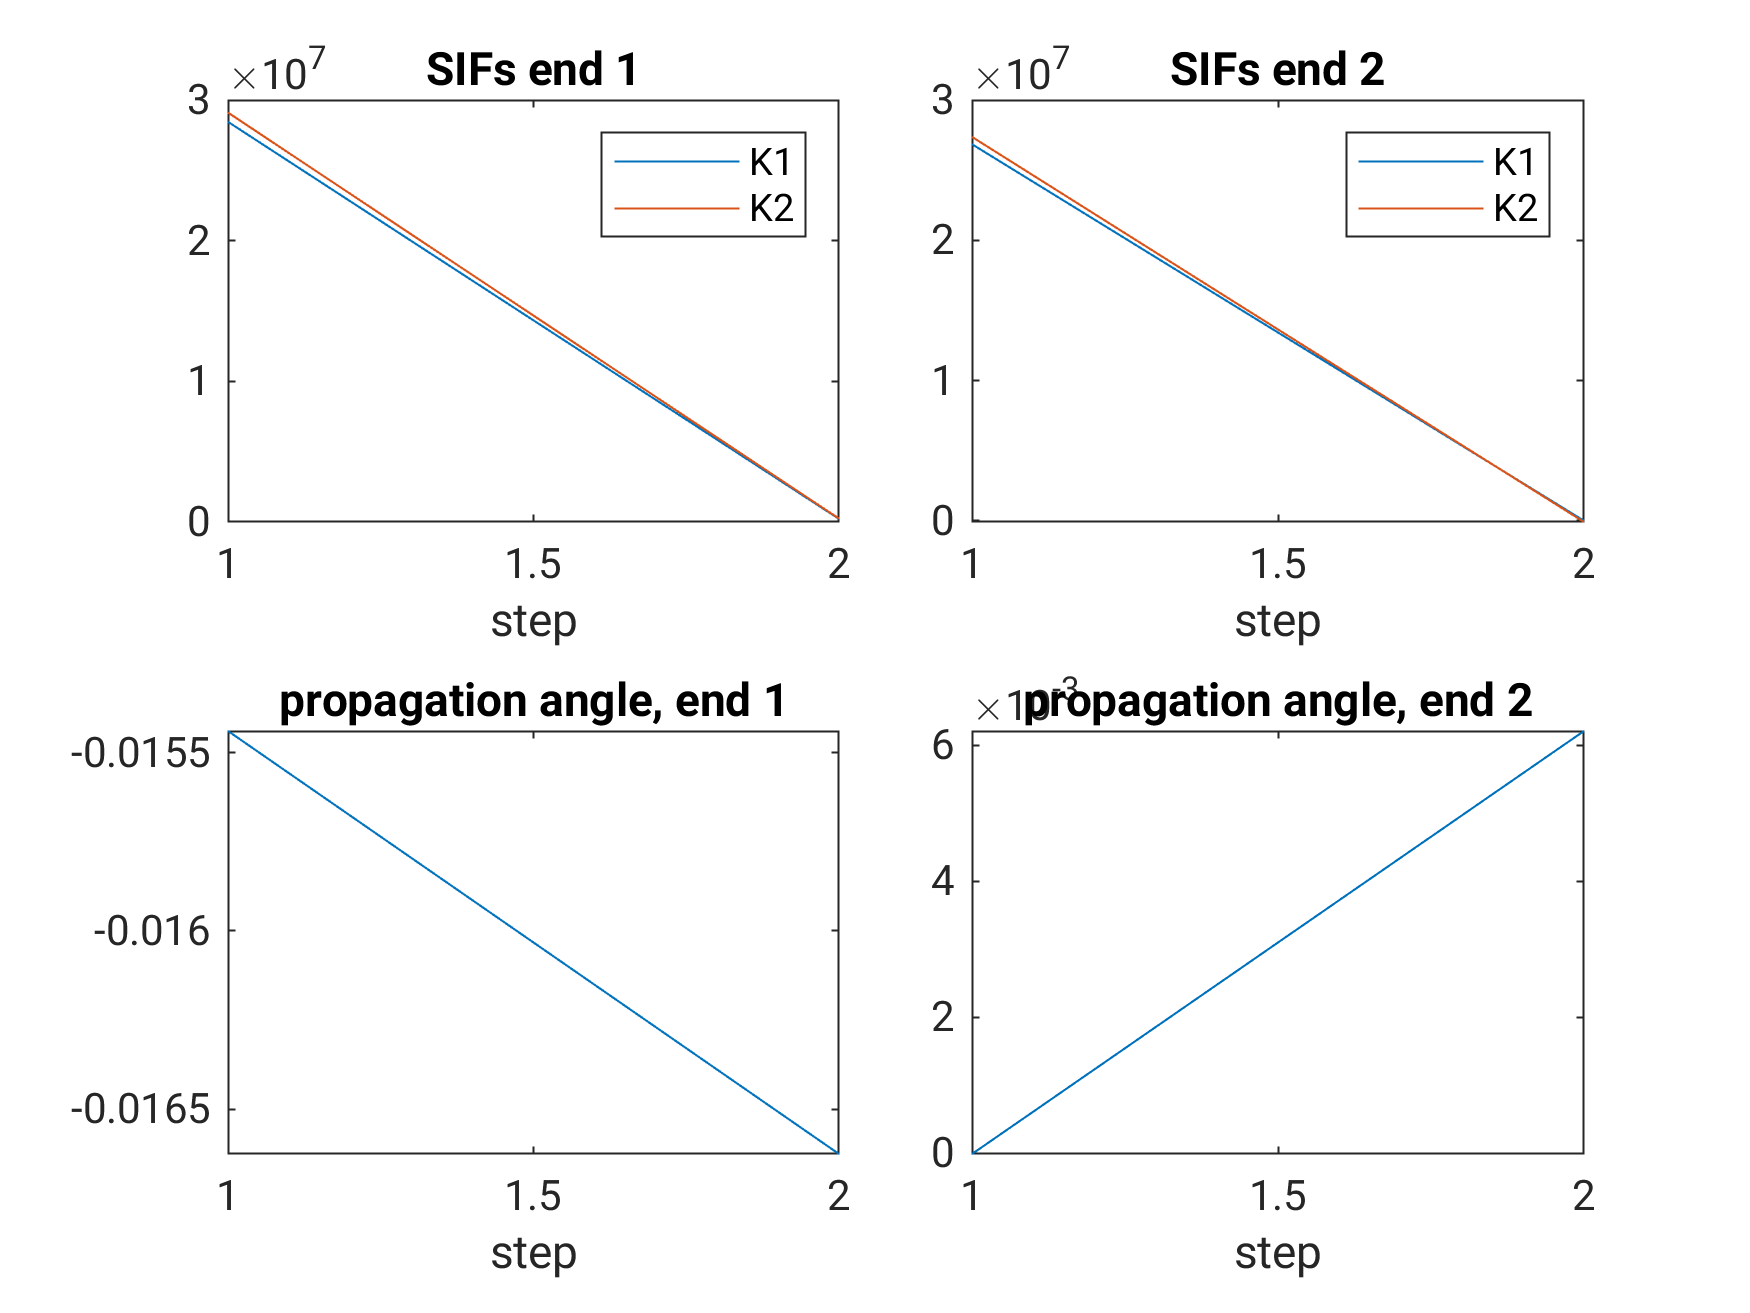 SIFs end 1
×10^7
3
2
1
0
1
1.5
2
step
K1
K2
SIFs end 2
×10^7
3
2
1
0
1
1.5
2
step
K1
K2
propagation angle, end 1
-0.0155
-0.016
-0.0165
1
1.5
2
step
propagation angle, end 2
×10^-3
6
4
2
0
1
1.5
2
step